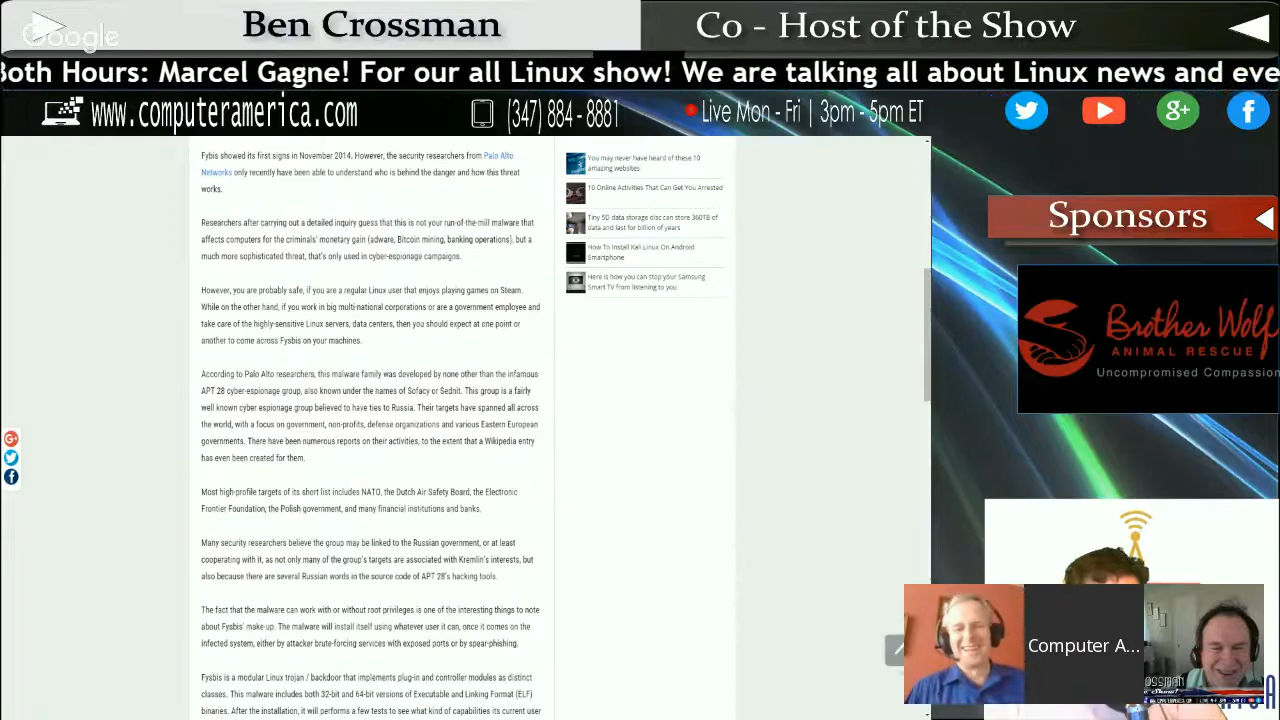 Google
Ben Crossman
Co - Host of the Show
Both Hours: Marcel Gagne! For our all Linux show! We are talking all about Linux news and eve
www.computeramerica.com
(347) 884 - 8881
Live Mon - Fri | 3pm - 5pm ET
Fybis showed its first signs in November 2014. However, the security researchers from Palo Alto
Networks only recently have been able to understand who is behind the danger and how this threat
works.
Researchers after carrying out a detailed inquiry guess that this is not your run-of-the-mill malware that
affects computers for the criminals' monetary gain (adware, Bitcoin mining, banking operations), but a
much more sophisticated threat, that's only used in cyber-espionage campaigns.
However, you are probably safe, if you are a regular Linux user that enjoys playing games on Steam.
While on the other hand, if you work in big multi-national corporations or are a government employee and
take care of the highly-sensitive Linux servers, data centers, then you should expect at one point or
another to come across Fysbis on your machines.
According to Palo Alto researchers, this malware family was developed by none other than the infamous
APT 28 cyber-espionage group, also known under the names of Sofacy or Sednit. This group is a fairly
well known cyber espionage group believed to have ties to Russia. Their targets have spanned all across
the world, with a focus on government, non-profits, defense organizations and various Eastern European
governments. There have been numerous reports on their activities, to the extent that a Wikipedia entry
has even been created for them.
Most high-profile targets of its short list includes NATO, the Dutch Air Safety Board, the Electronic
Frontier Foundation, the Polish government, and many financial institutions and banks.
Many security researchers believe the group may be linked to the Russian government, or at least
cooperating with it, as not only many of the group's targets are associated with Kremlin's interests, but
also because there are several Russian words in the source code of APT 28's hacking tools.
The fact that the malware can work with or without root privileges is one of the interesting things to note
about Fysbis' make-up. The malware will install itself using whatever user it can, once it comes on the
infected system, either by attacker brute-forcing services with exposed ports or by spear-phishing.
Fysbis is a modular Linux trojan / backdoor that implements plug-in and controller modules as distinct
classes. This malware includes both 32-bit and 64-bit versions of Executable and Linking Format (ELF)
binaries. After the installation, it will performs a few tests to see what kind of capabilities its current user
You may never have heard of these 10
amazing websites
10 Online Activities That Can Get You Arrested
Tiny 5D data storage disc can store 360TB of
data and last for billion of years
How To Install Kali Linux On Android
Smartphone
Here is how you can stop your Samsung
Smart TV from listening to you
Sponsors
Brother Wolf
ANIMAL RESCUE
Uncompromised Compassion
Computer A...